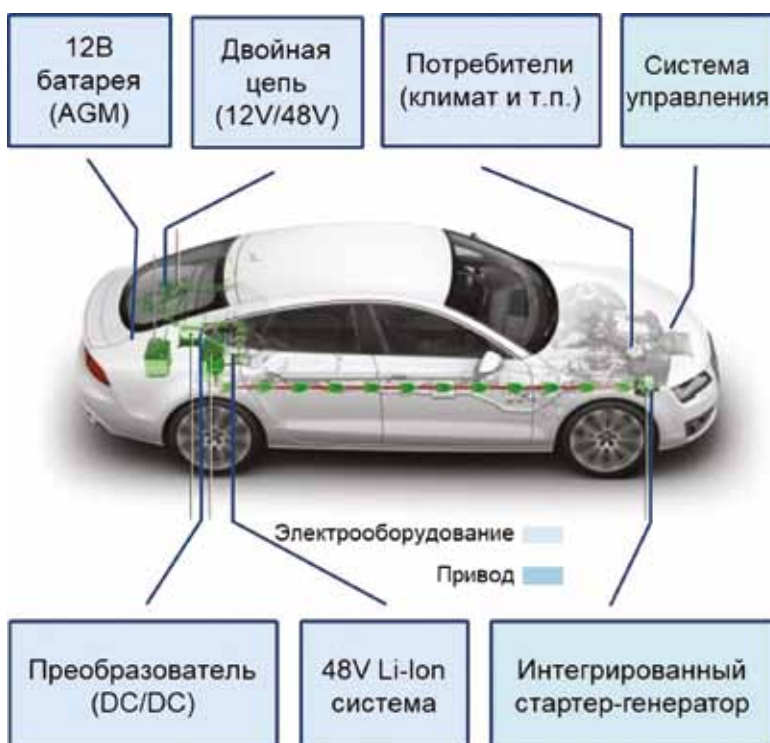 12В
батарея
(AGM)
Двойная
цепь
(12V/48V)
Потребители
(климат и т.п.)
Система
управления
Электрооборудование
Привод
Преобразователь
(DC/DC)
48V Li-Ion
система
Интегрированный
стартер-генератор